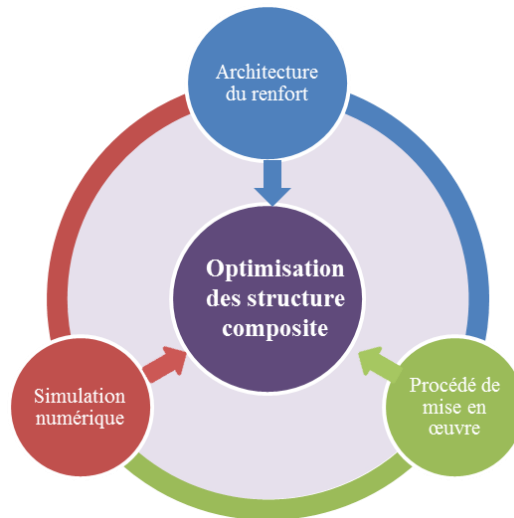 Architecture
du renfort
Optimisation
des structure
composite
Simulation
numérique
Procédé de
mise en
œuvre